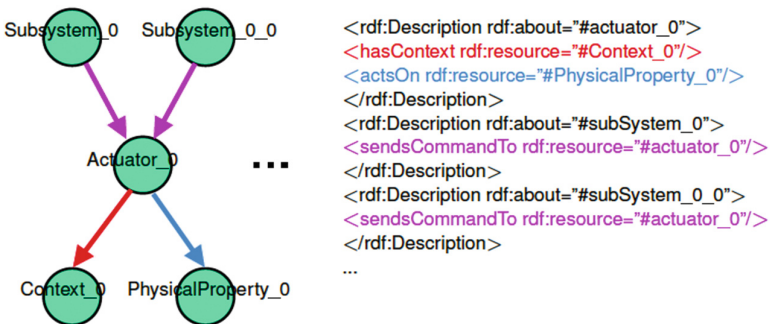 Subsystem_0
Subsystem_0_0
Actuator_0
...
Context_0
PhysicalProperty_0
<rdf:Description rdf:about=”#actuator_0”>
<hasContext rdf:resource=”#Context_0”/>
<actsOn rdf:resource=”#PhysicalProperty_0”/>
</rdf:Description>
<rdf:Description rdf:about=”#subSystem_0”>
<sendsCommandTo rdf:resource=”#actuator_0”/>
</rdf:Description>
<rdf:Description rdf:about=”#subSystem_0_0”>
<sendsCommandTo rdf:resource=”#actuator_0”/>
</rdf:Description>
...